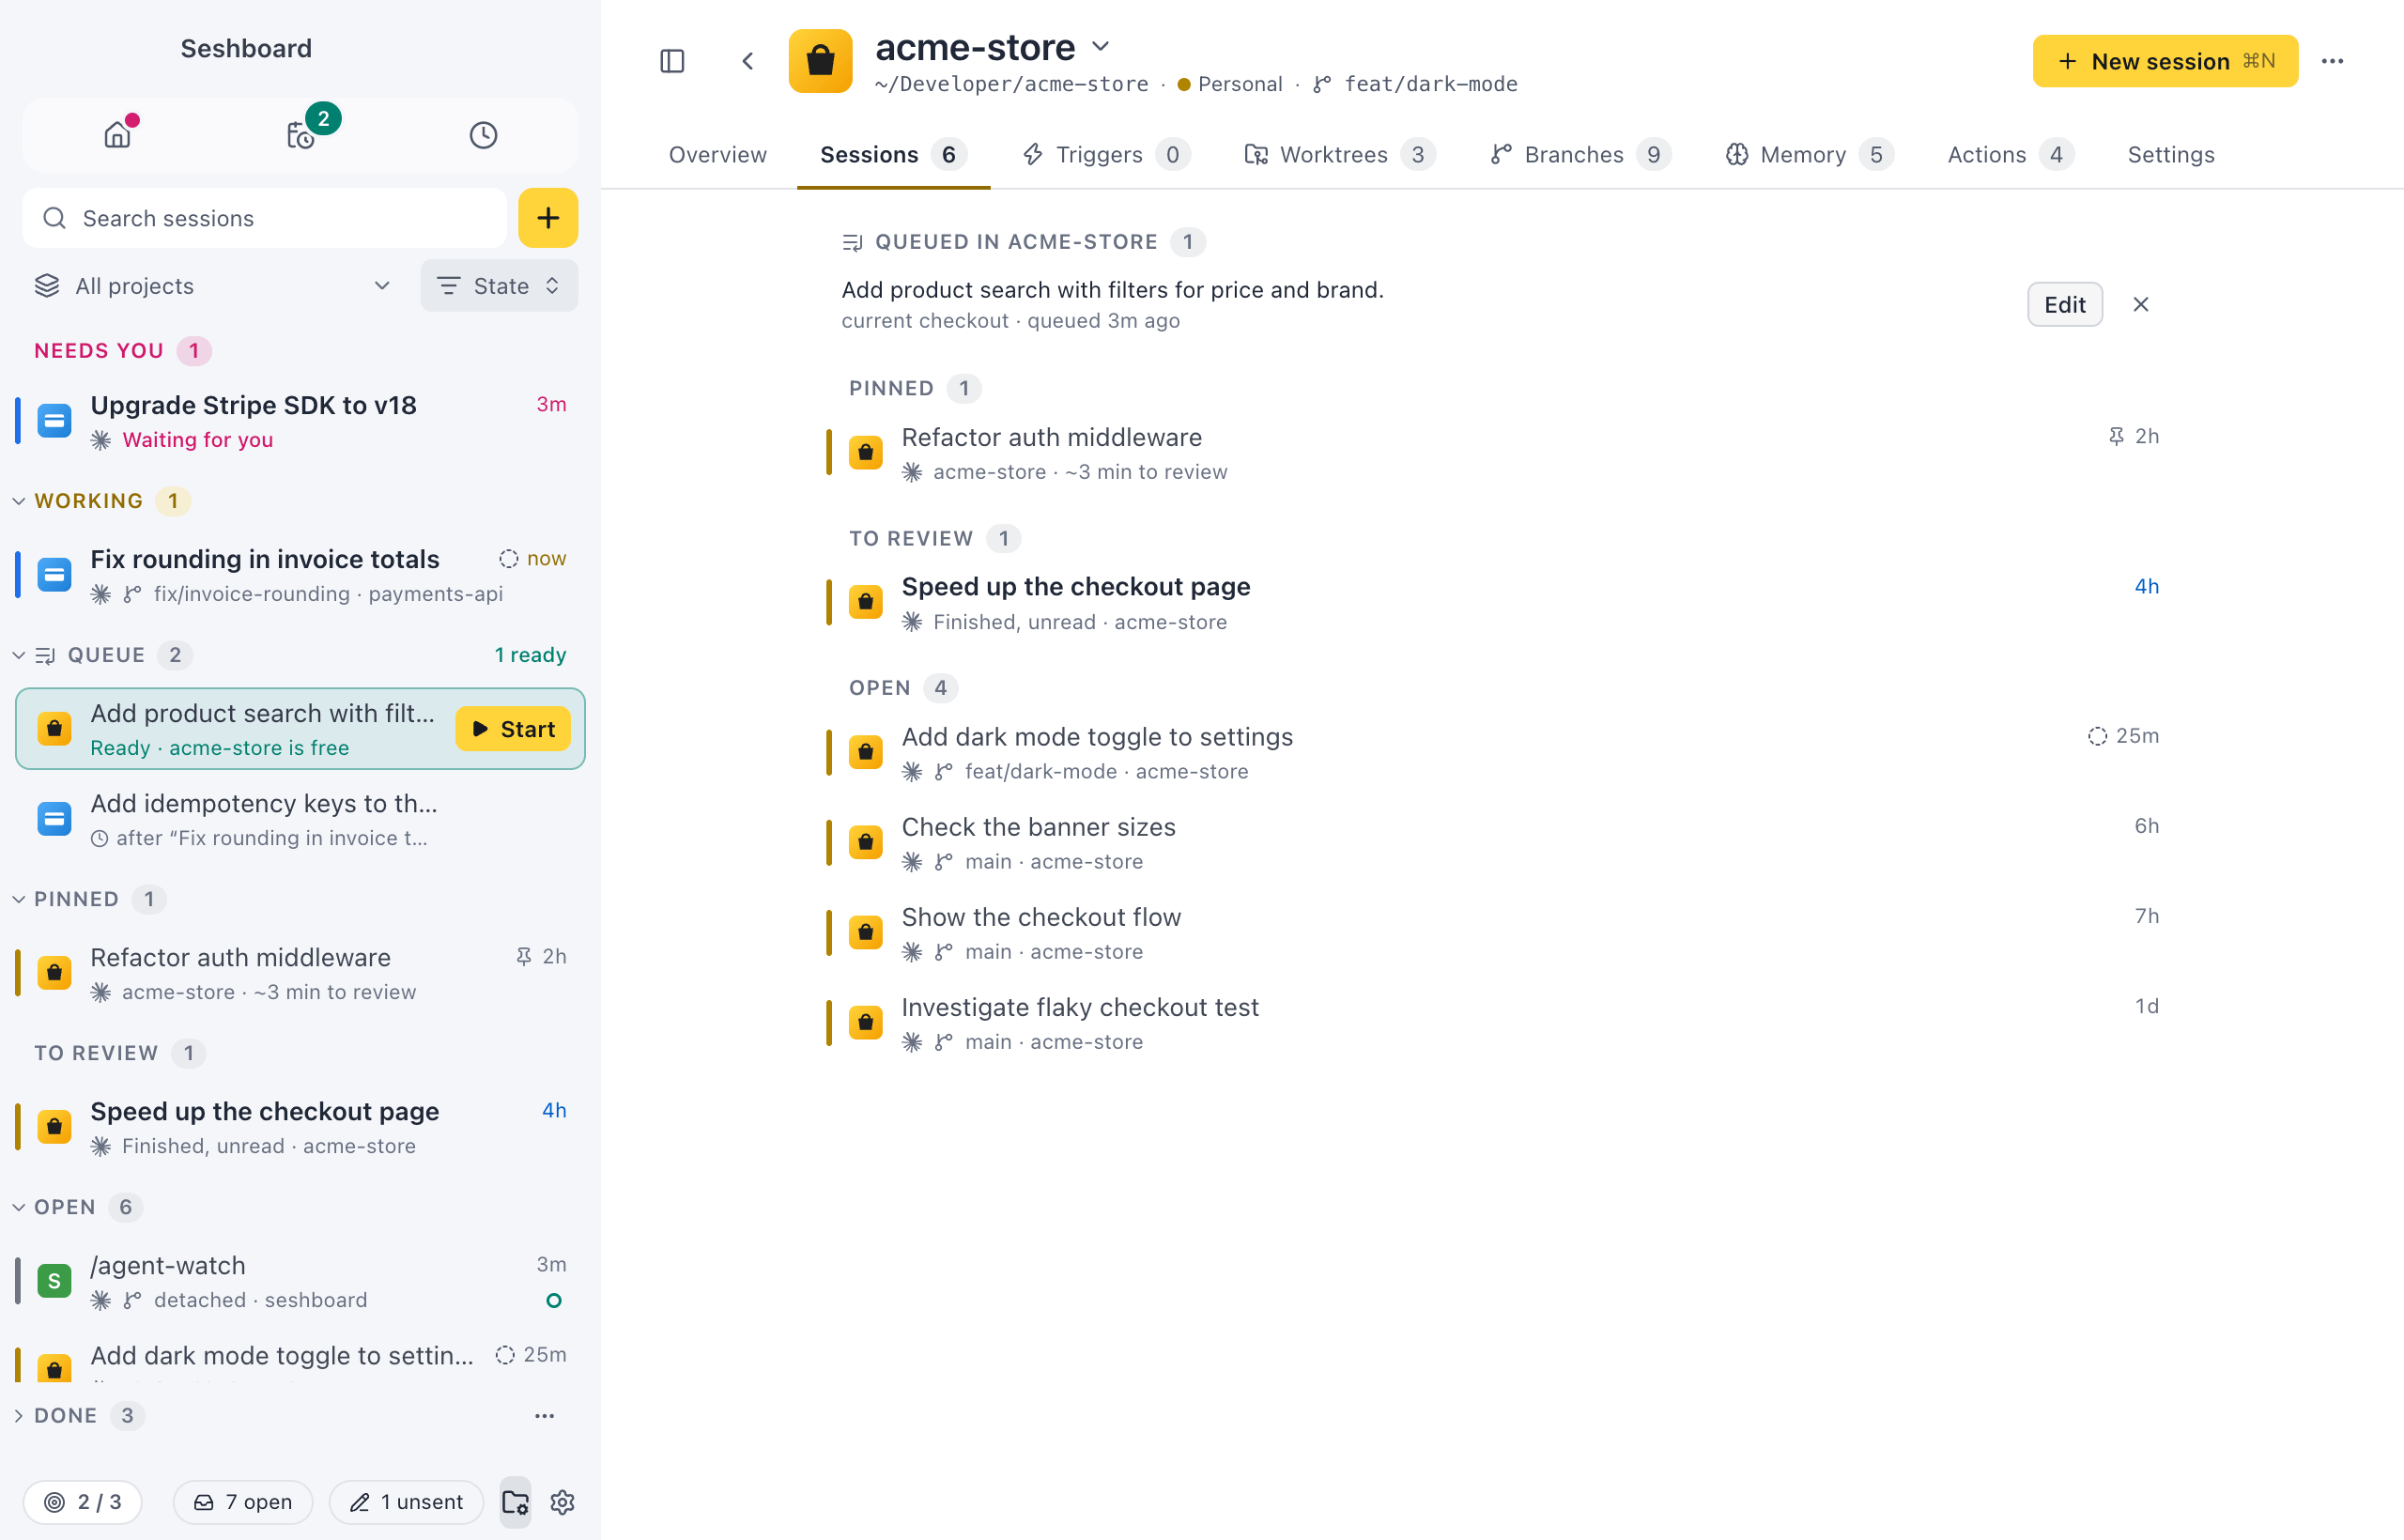 Seshboard
2
Search sessions
All projects
State
NEEDS YOU 1
Upgrade Stripe SDK to v18 3m
Waiting for you
WORKING 1
Fix rounding in invoice totals now
fix/invoice-rounding · payments-api
QUEUE 2 1 ready
Add product search with filt...
Ready · acme-store is free
Start
Add idempotency keys to th...
after “Fix rounding in invoice t...
PINNED 1
Refactor auth middleware 2h
acme-store · ~3 min to review
TO REVIEW 1
Speed up the checkout page 4h
Finished, unread · acme-store
OPEN 6
S
/agent-watch 3m
detached · seshboard
Add dark mode toggle to settin... 25m
DONE 3
2 / 3
7 open
1 unsent
acme-store
~/Developer/acme-store · Personal · feat/dark-mode
+ New session ⌘N
Overview
Sessions 6
Triggers 0
Worktrees 3
Branches 9
Memory 5
Actions 4
Settings
QUEUED IN ACME-STORE 1
Add product search with filters for price and brand.
current checkout · queued 3m ago
Edit
PINNED 1
Refactor auth middleware 2h
acme-store · ~3 min to review
TO REVIEW 1
Speed up the checkout page 4h
Finished, unread · acme-store
OPEN 4
Add dark mode toggle to settings 25m
feat/dark-mode · acme-store
Check the banner sizes 6h
main · acme-store
Show the checkout flow 7h
main · acme-store
Investigate flaky checkout test 1d
main · acme-store